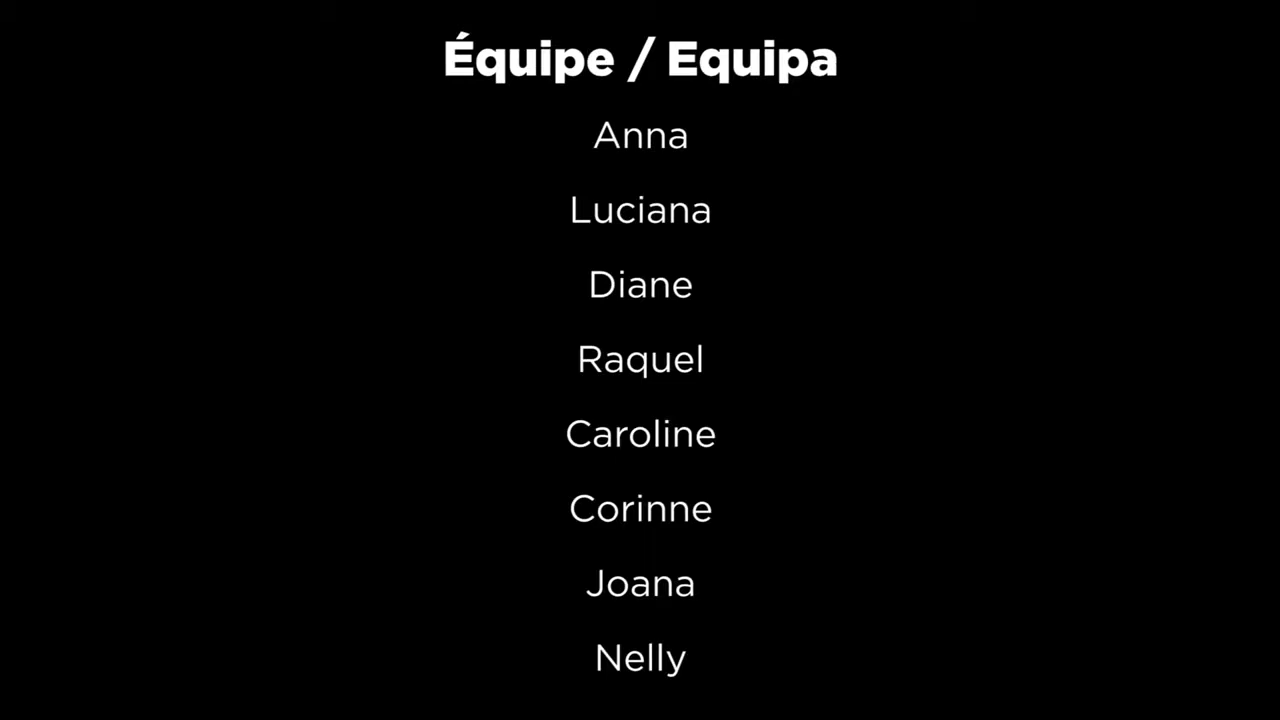 Équipe / Equipa
Anna
Luciana
Diane
Raquel
Caroline
Corinne
Joana
Nelly